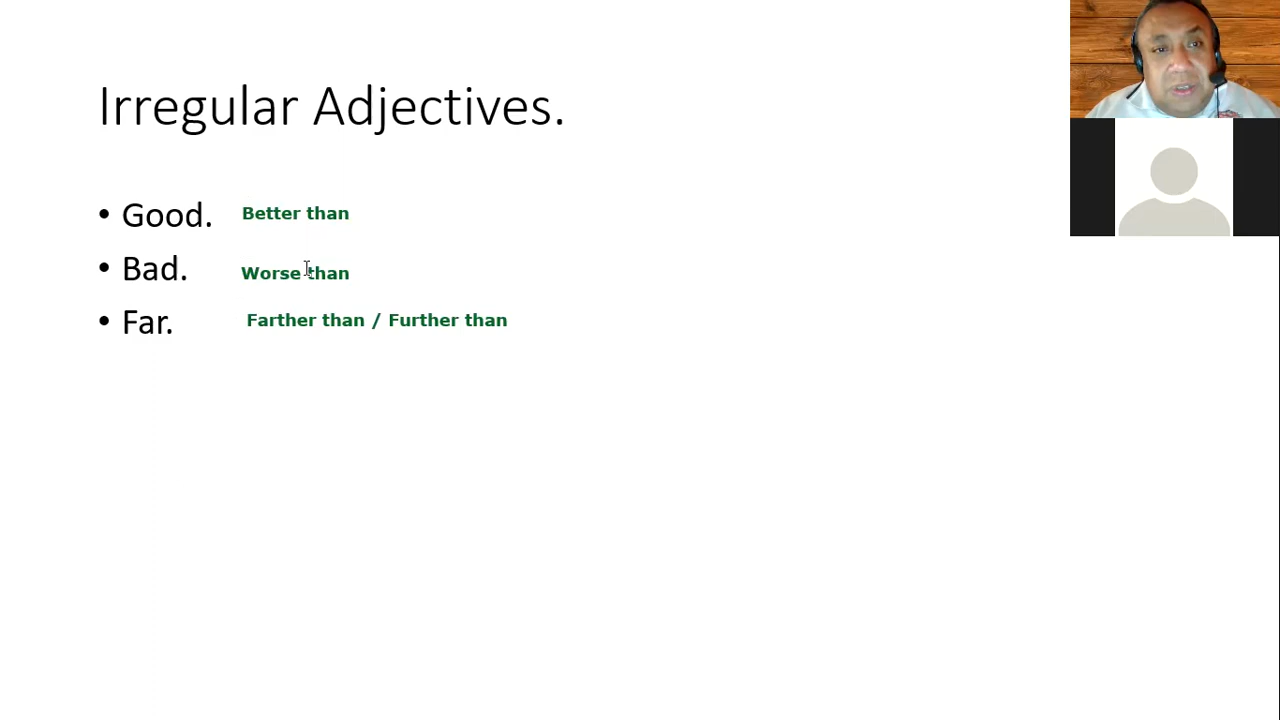 Irregular Adjectives.
• Good. Better than
• Bad. Worse than
• Far. Farther than / Further than